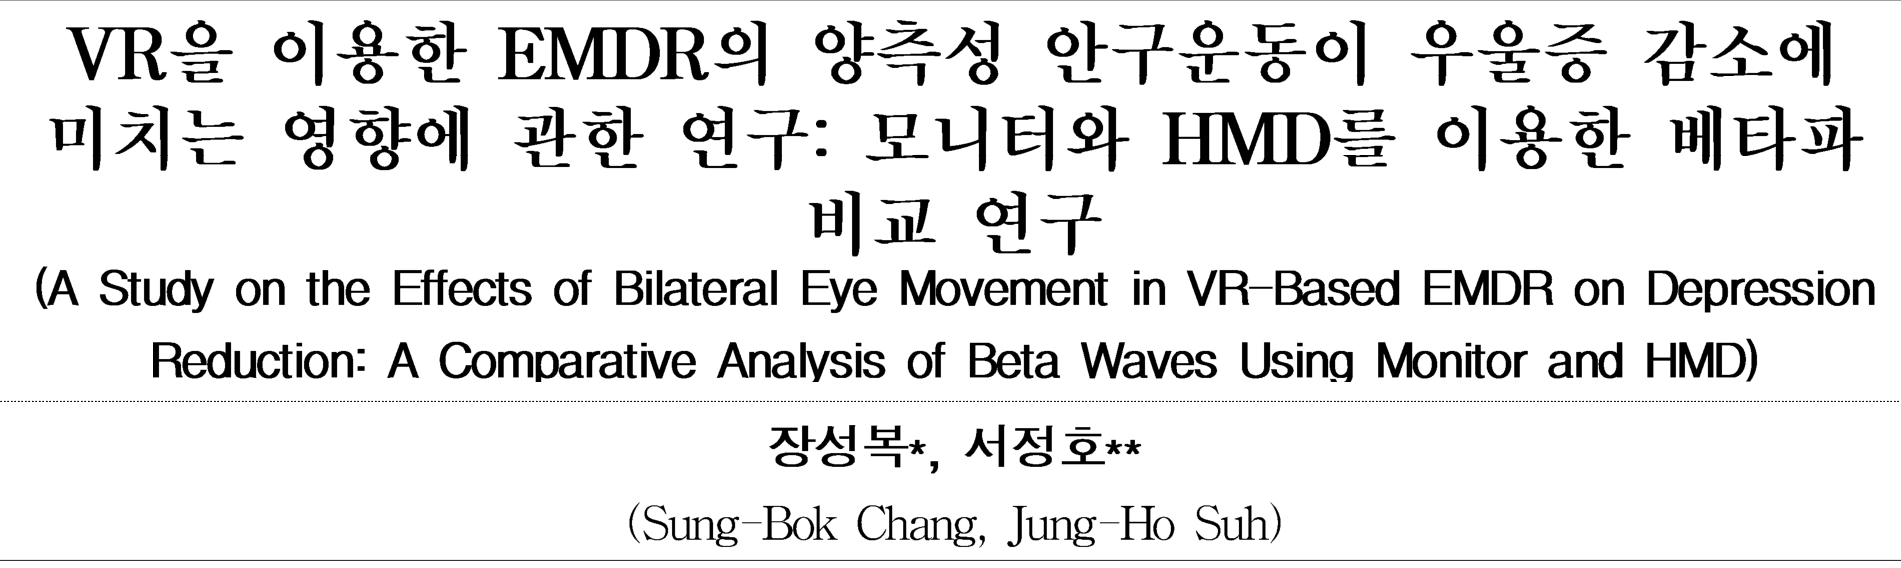 VR을 이용한 EMDR의 양측성 안구운동이 우울증 감소에
미치는 영향에 관한 연구: 모니터와 HMD를 이용한 베타파
비교 연구
(A Study on the Effects of Bilateral Eye Movement in VR-Based EMDR on Depression
Reduction: A Comparative Analysis of Beta Waves Using Monitor and HMD)
장성복*, 서정호**
(Sung-Bok Chang, Jung-Ho Suh)